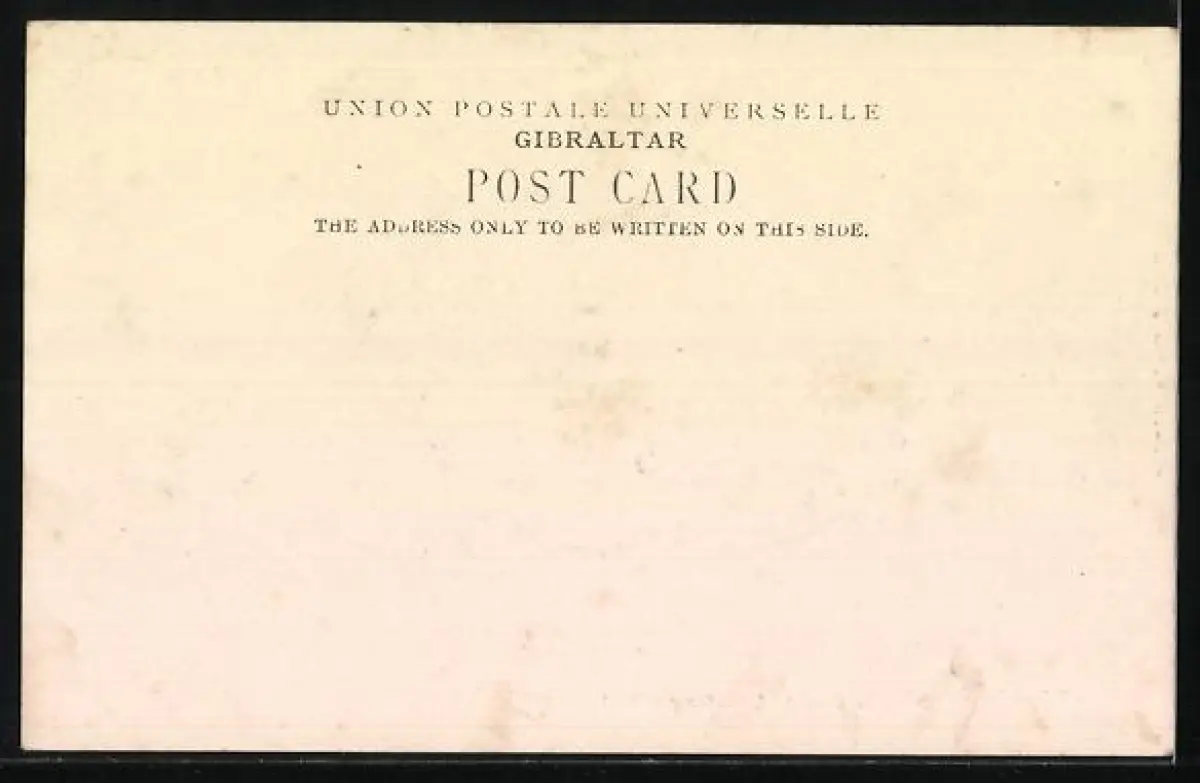 UNION POSTALE UNIVERSELLE
GIBRALTAR
POST CARD
THE ADDRESS ONLY TO BE WRITTEN ON THIS SIDE.